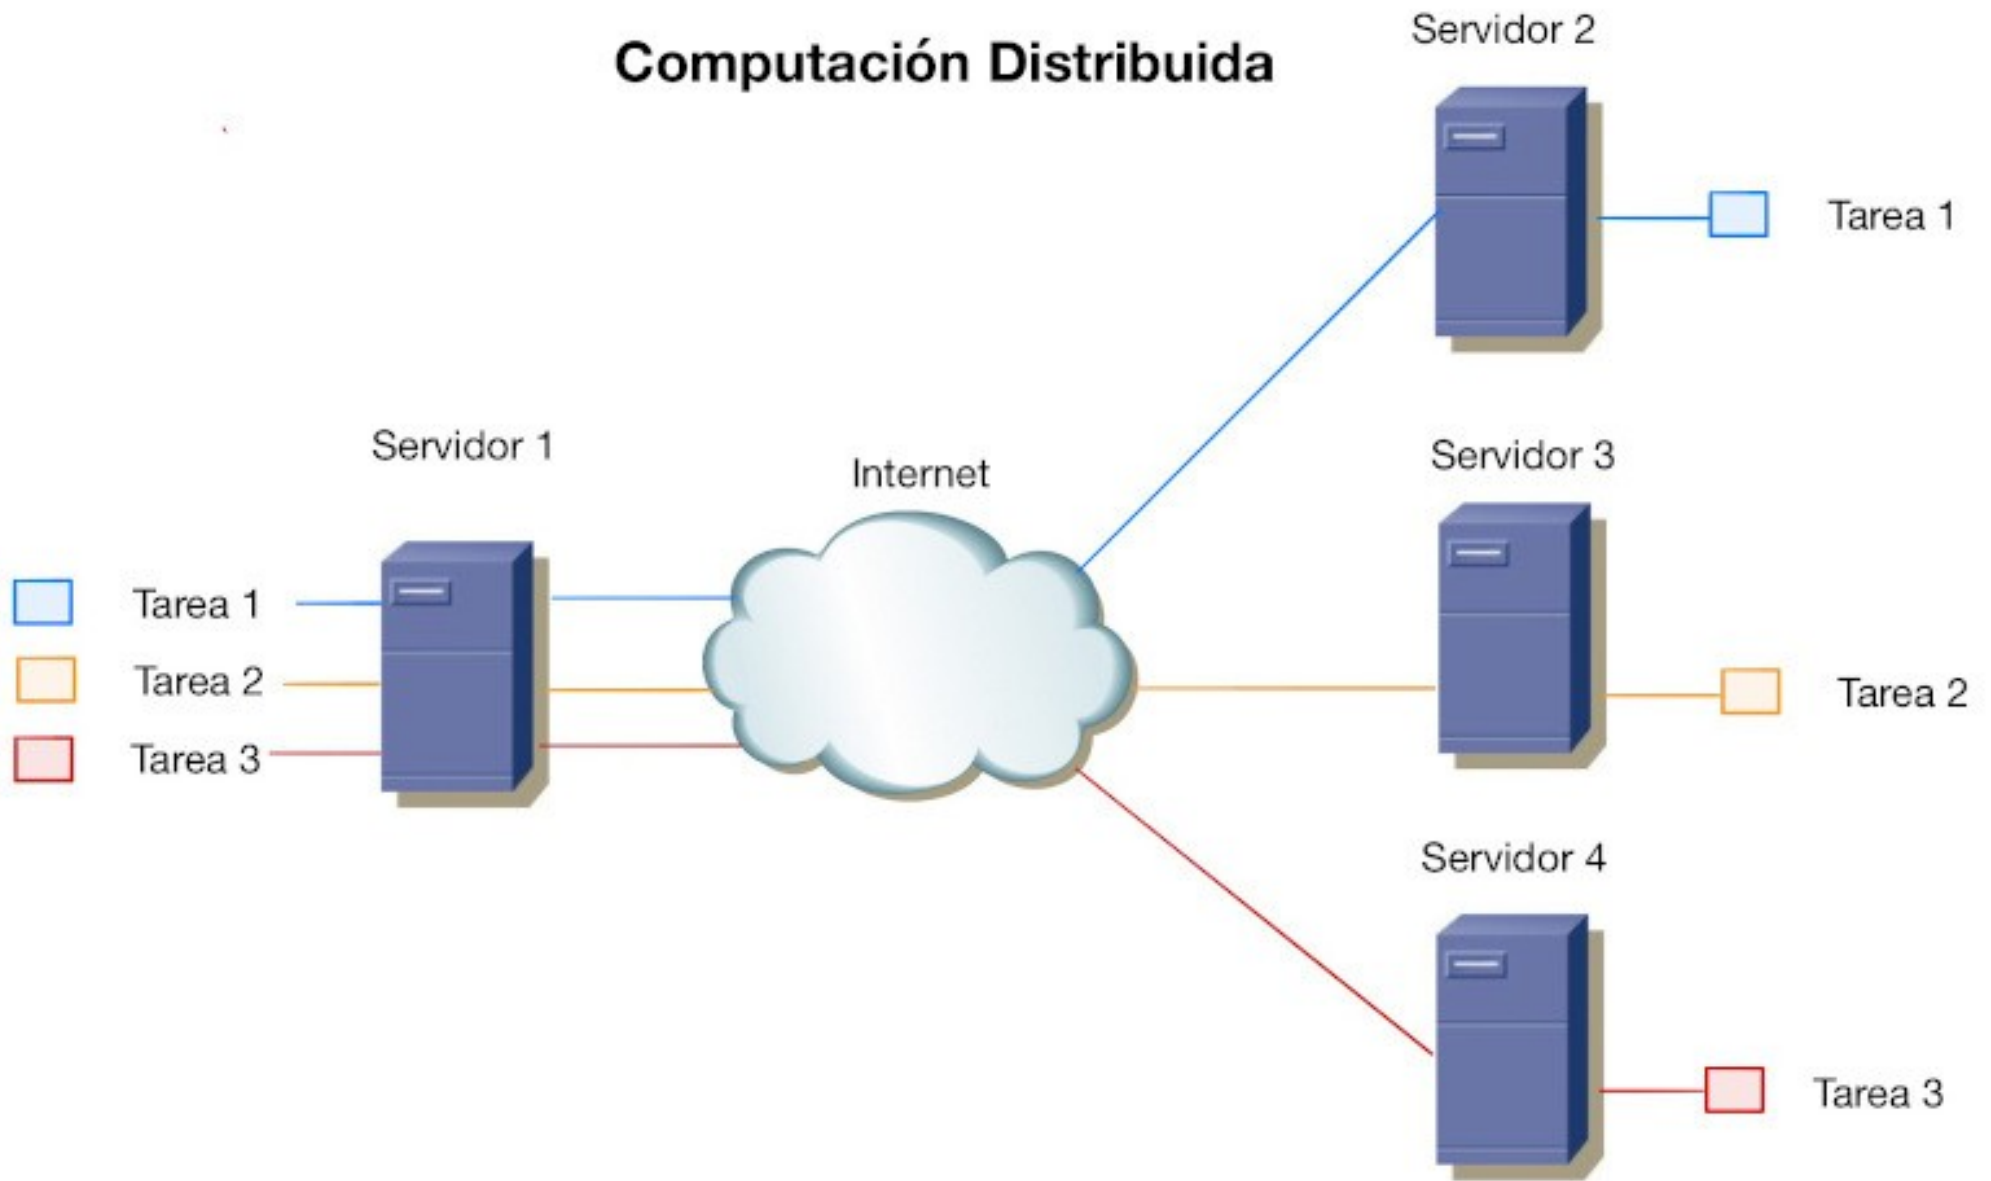 Computación Distribuida
Servidor 2
Tarea 1
Servidor 1
Internet
Servidor 3
Tarea 1
Tarea 2
Tarea 3
Tarea 2
Servidor 4
Tarea 3